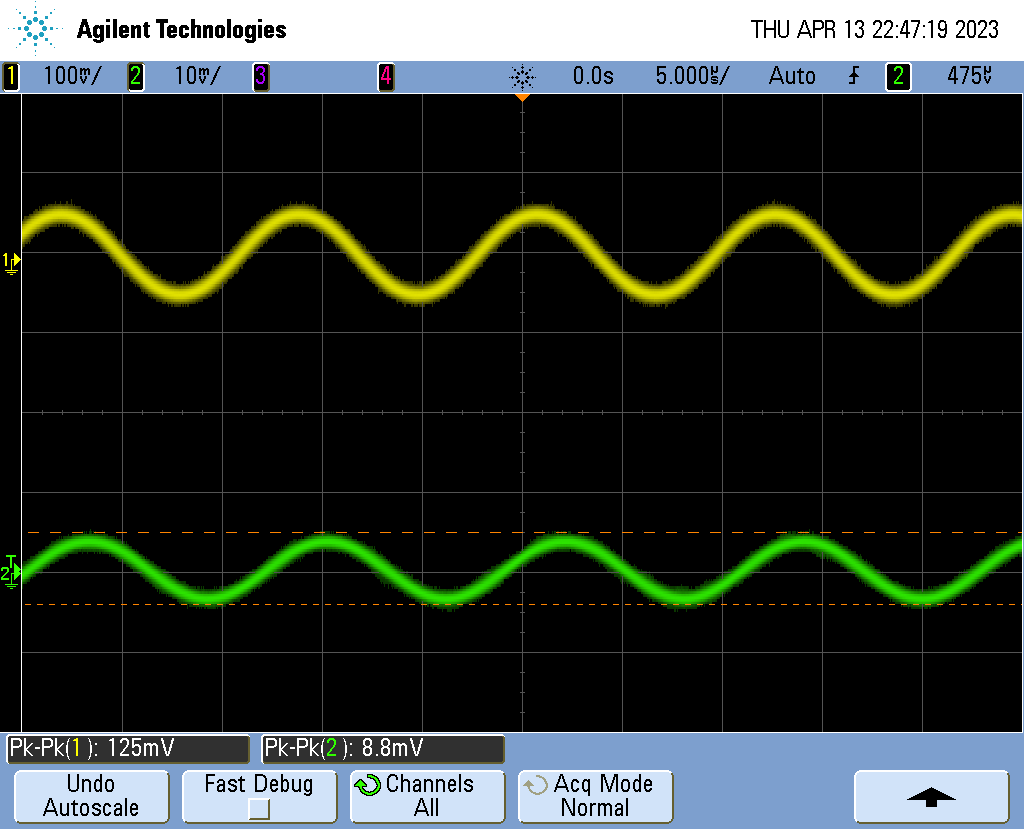 Agilent Technologies
THU APR 13 22:47:19 2023
1 100mV/ 2 10mV/ 3 4 0.0s 5.000µs/ Auto 2 475µV
1
T
2
Pk-Pk(1): 125mV Pk-Pk(2): 8.8mV
Undo Autoscale
Fast Debug
Channels All
Acq Mode Normal